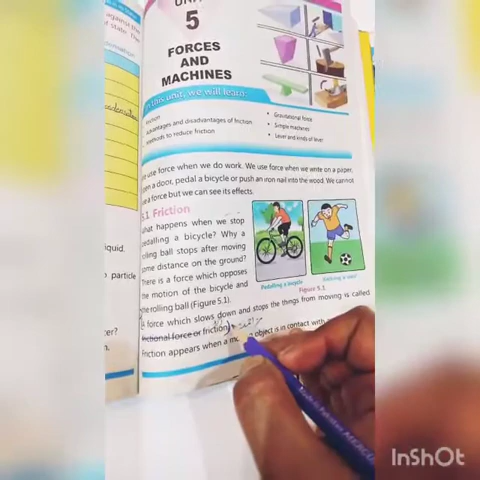 5
FORCES
AND
MACHINES
In this unit, we will learn:
Friction
Advantages and disadvantages of friction
Methods to reduce friction
• Gravitational force
• Simple machines
• Lever and kinds of lever
We use force when we do work. We use force when we write on a paper,
open a door, pedal a bicycle or push an iron nail into the wood. We cannot
see a force but we can see its effects.
5.1 Friction
What happens when we stop
pedalling a bicycle? Why a
rolling ball stops after moving
some distance on the ground?
There is a force which opposes
the motion of the bicycle and
the rolling ball (Figure 5.1).
Pedalling a bicycle
Figure 5.1
A force which slows down and stops the things from moving is called
frictional force or friction
Friction appears when a object is in contact with
against the
of state. The
condensation
liquid.
particle
InShOt